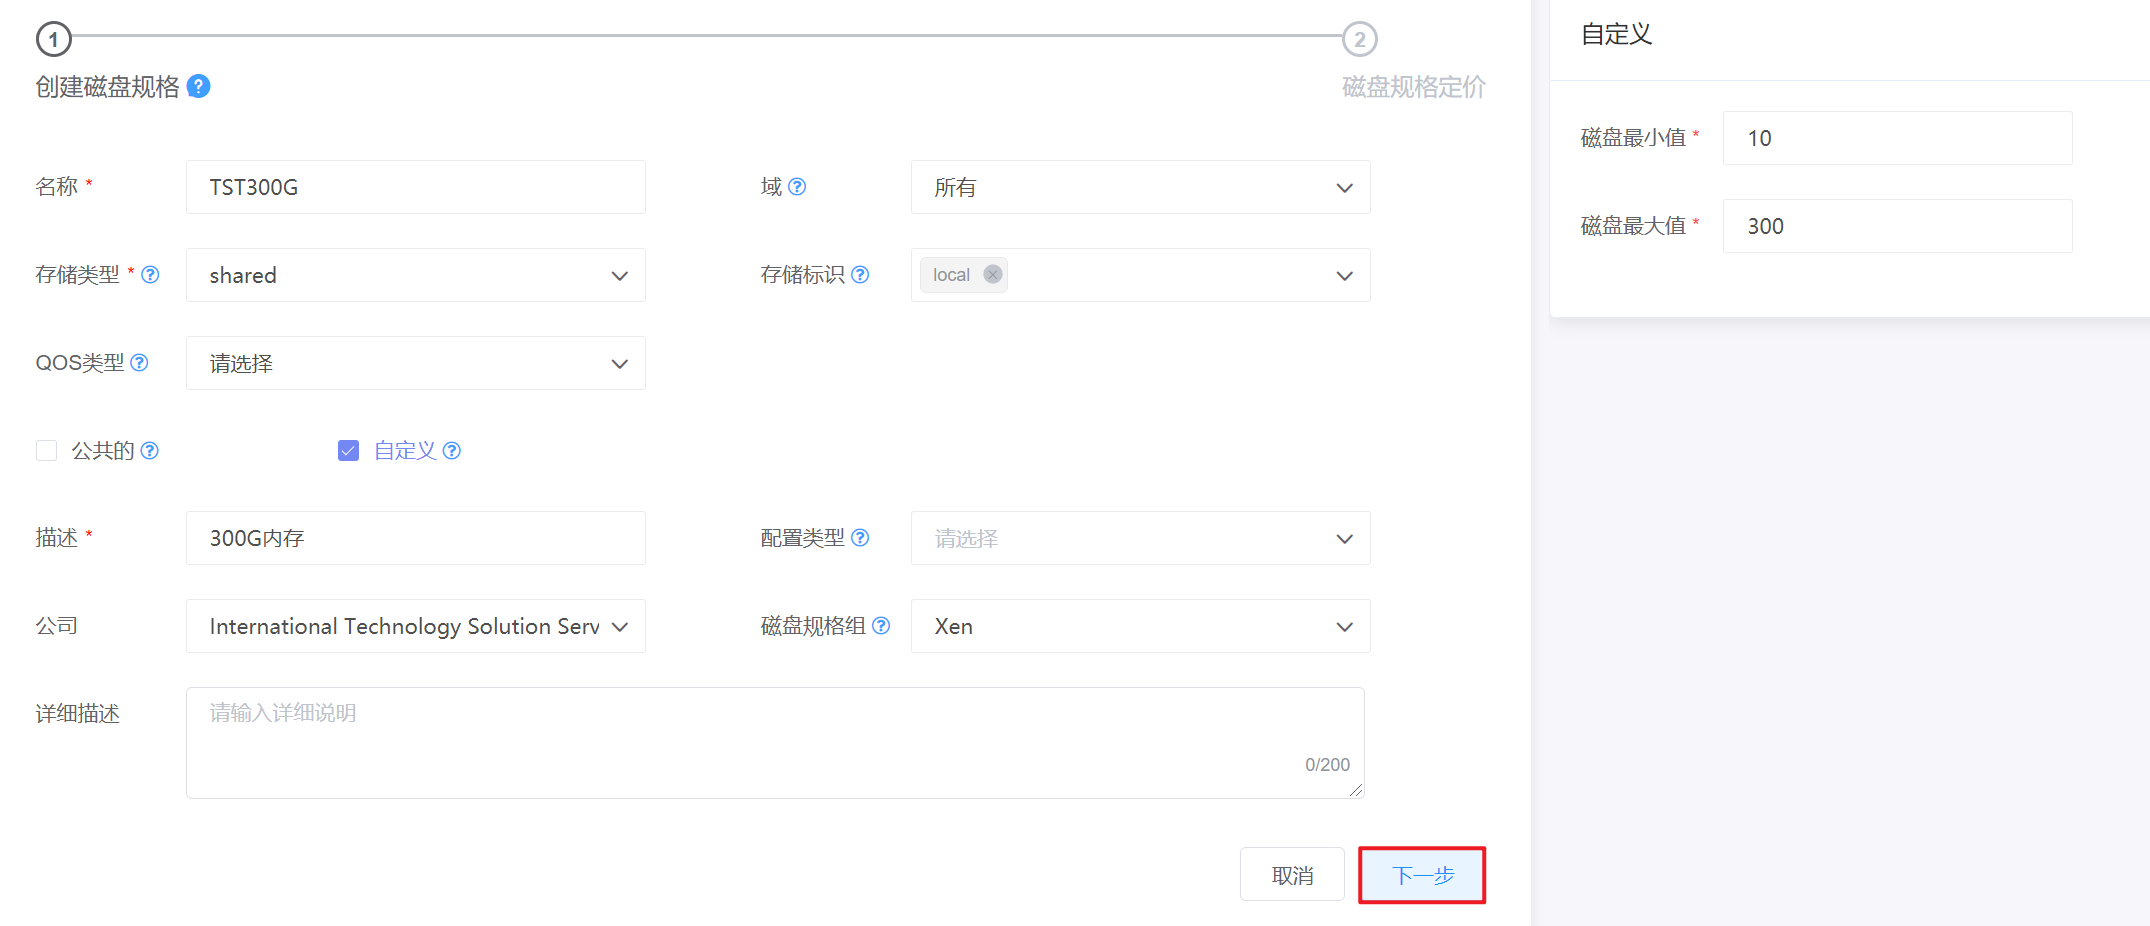 1
2
创建磁盘规格 ?
磁盘规格定价
名称 * TST300G
域 ? 所有
存储类型 * ? shared
存储标识 ? local
QOS类型 ? 请选择
公共的 ? 自定义 ?
描述 * 300G内存
配置类型 ? 请选择
公司 International Technology Solution Serv
磁盘规格组 ? Xen
详细描述 请输入详细说明
0/200
取消 下一步
自定义
磁盘最小值 * 10
磁盘最大值 * 300